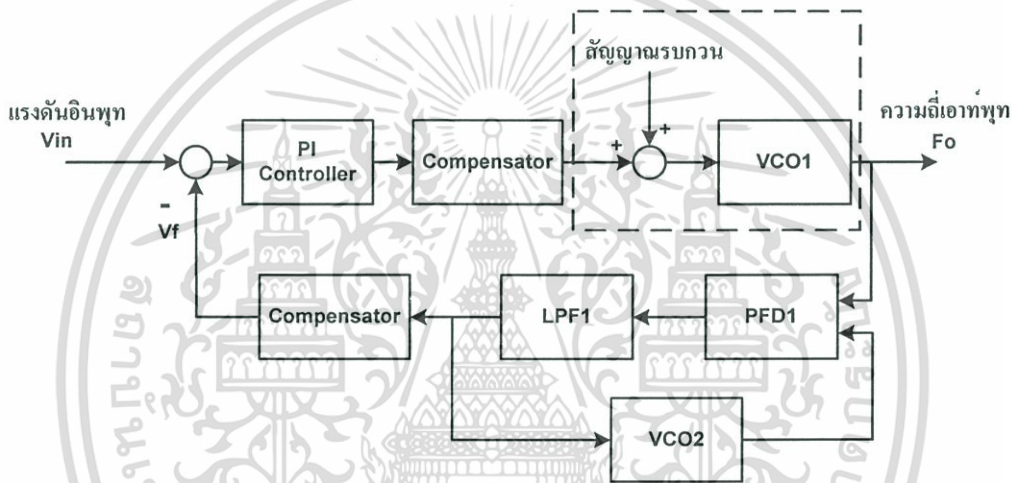 สัญญาณรบกวน
แรงดันอินพุท
Vin
ความถี่เอาท์พุท
Fo
+
+
PI
Controller
Compensator
VCO1
-
Vf
Compensator
LPF1
PFD1
VCO2